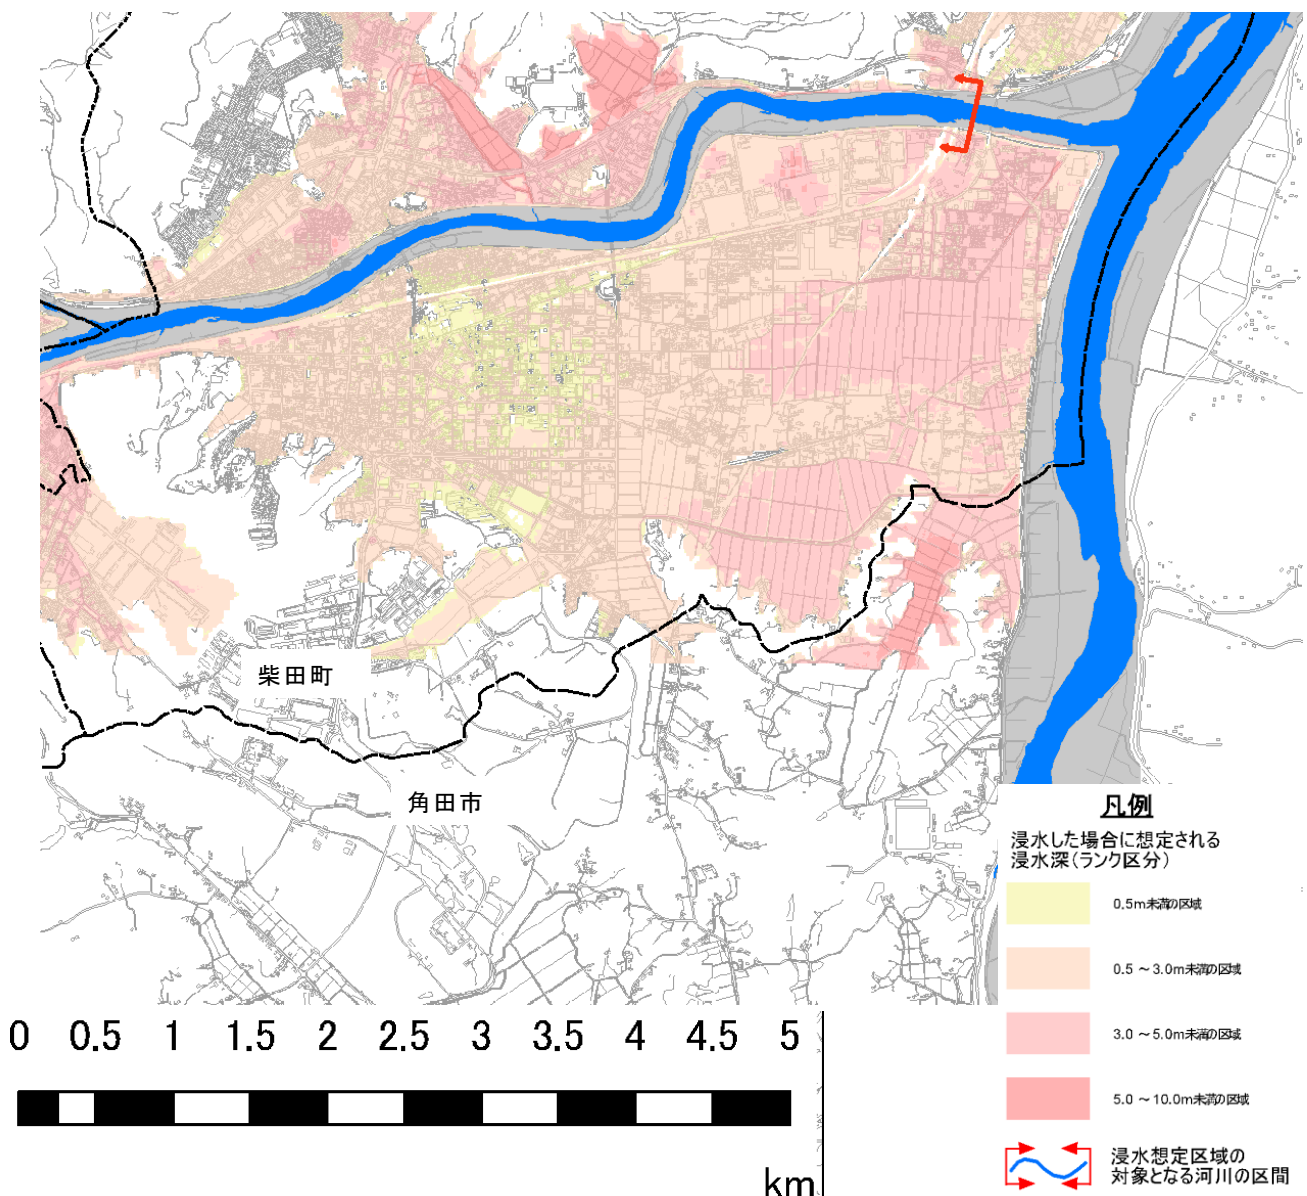 柴田町
角田市
凡例
浸水した場合に想定される
浸水深(ランク区分)
0.5m未満の区域
0.5 ～3.0m未満の区域
3.0 ～5.0m未満の区域
5.0 ～10.0m未満の区域
浸水想定区域の
対象となる河川の区間
0 0.5 1 1.5 2 2.5 3 3.5 4 4.5 5
km